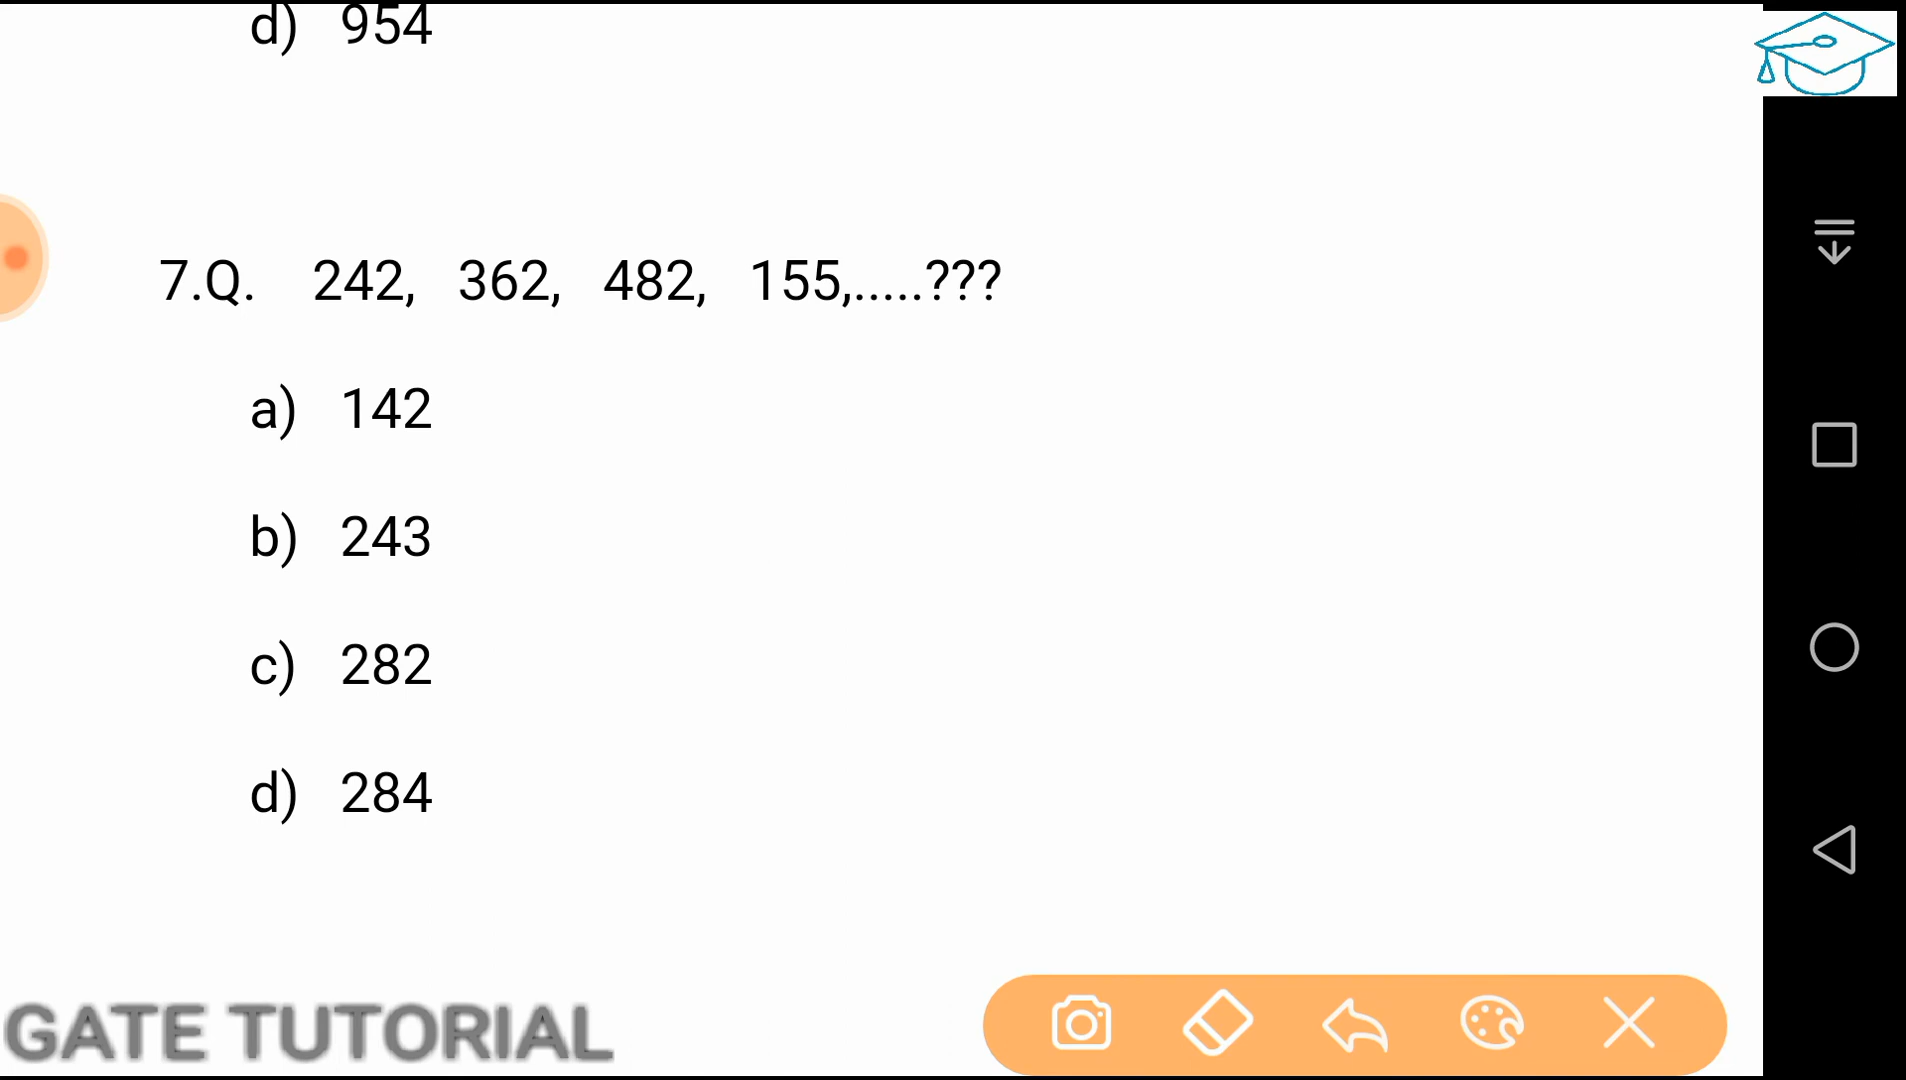 d) 954
7.Q. 242, 362, 482, 155,.....???
a) 142
b) 243
c) 282
d) 284
GATE TUTORIAL